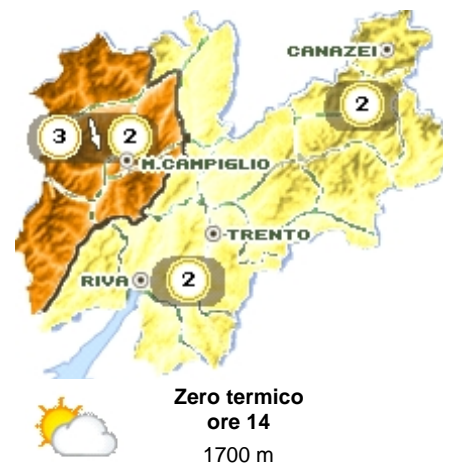 CANAZEI
2
3 2
M.CAMPIGLIO
TRENTO
RIVA 2
Zero termico
ore 14
1700 m